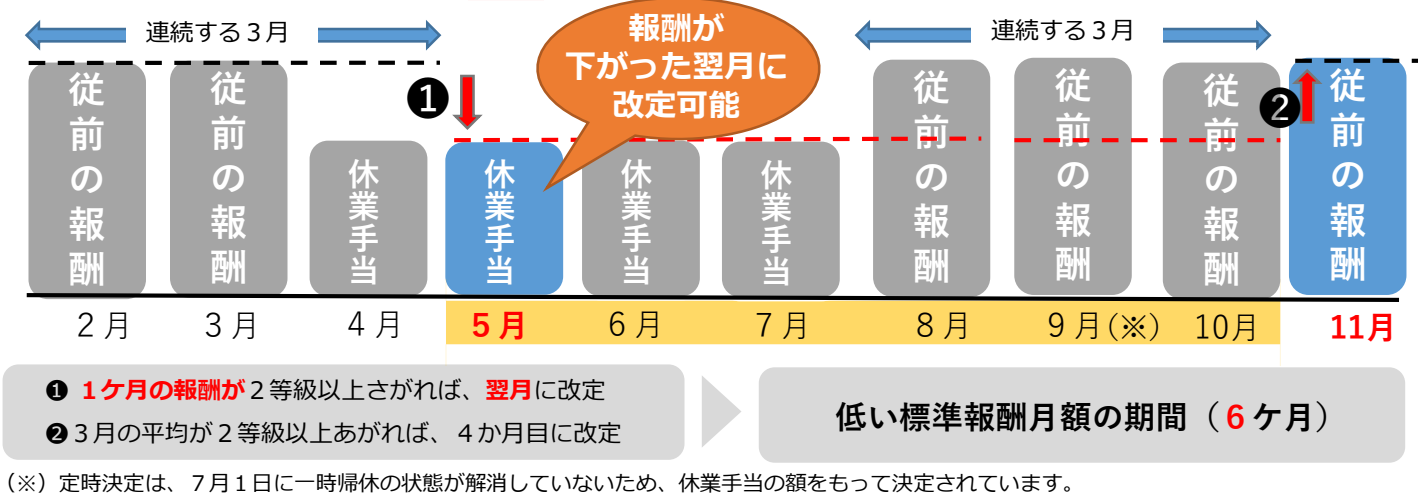 連続する３月
報酬が
下がった翌月に
改定可能
連続する３月
従前の報酬
従前の報酬
休業手当
❶
休業手当
休業手当
休業手当
従前の報酬
従前の報酬
従前の報酬
❷
従前の報酬
２月
３月
４月
５月
６月
７月
８月
９月(※)
10月
11月
❶ １ケ月の報酬が２等級以上さがれば、翌月に改定
❷３月の平均が２等級以上あがれば、４か月目に改定
低い標準報酬月額の期間（６ケ月）
（※）定時決定は、７月１日に一時帰休の状態が解消していないため、休業手当の額をもって決定されています。